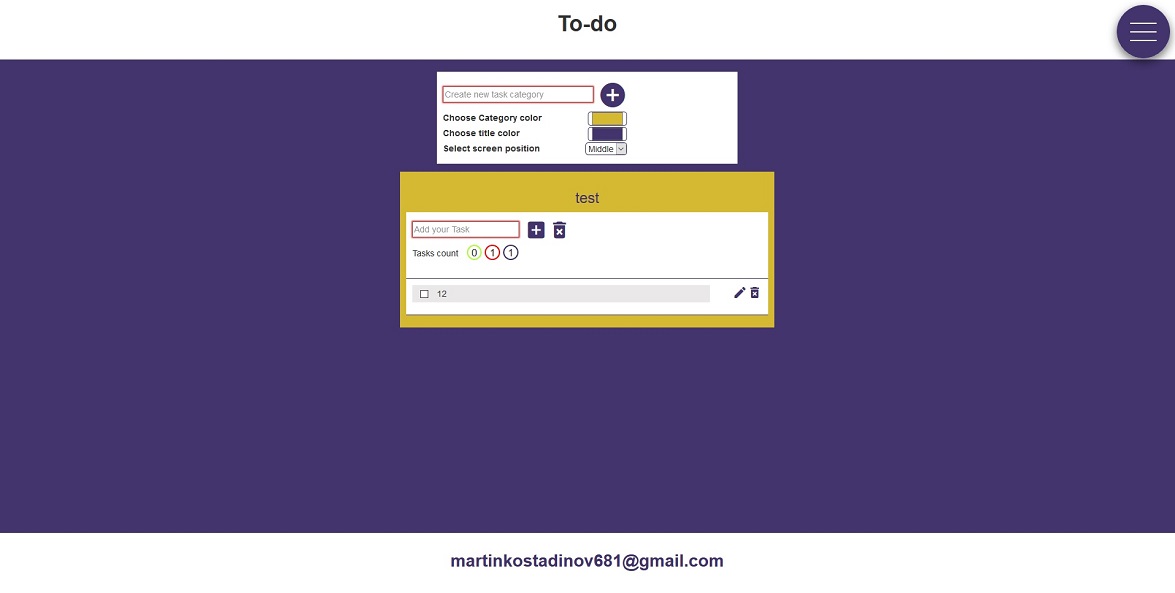 To-do
Create new task category
Choose Category color
Choose title color
Select screen position Middle
test
Add your Task
Tasks count 0 1 1
12
martinkostadinov681@gmail.com